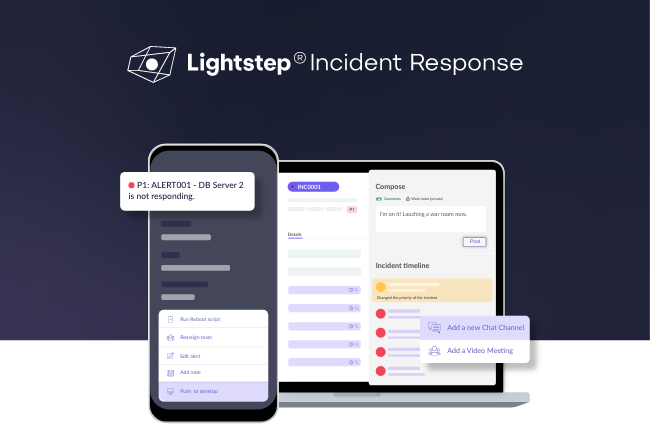 Lightstep® Incident Response
P1: ALERT001 - DB Server 2
is not responding.
Run Reboot script
Reassign team
Edit alert
Add note
Push to desktop
INC0001
P1
Details
Compose
Comments
Work notes (private)
I'm on it! Lauching a war room now.
Post
Incident timeline
Changed the priority of the incident
Add a new Chat Channel
Add a Video Meeting